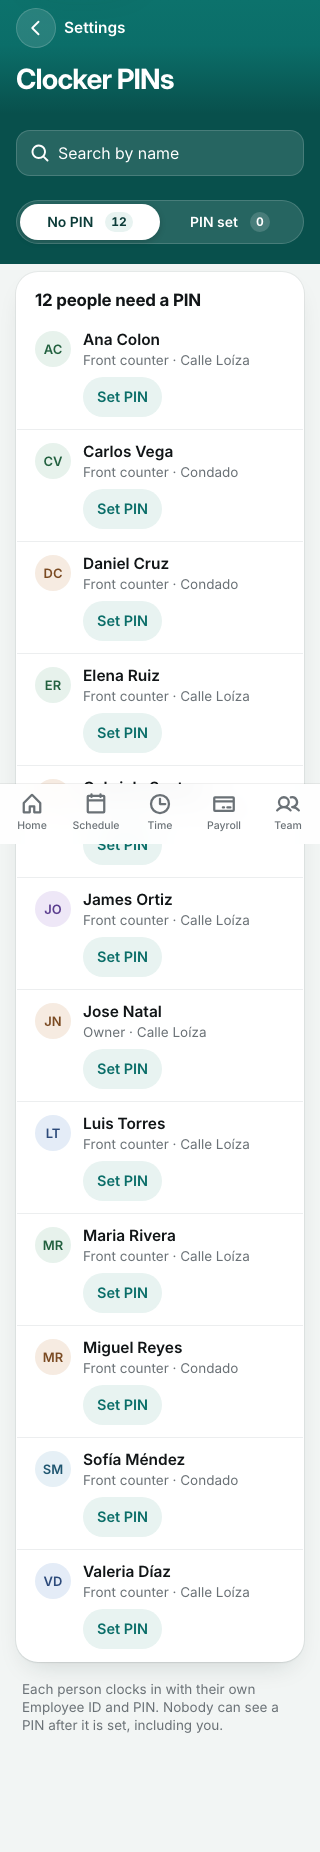 Settings
Clocker PINs
Search by name
No PIN 12 PIN set 0
12 people need a PIN
AC Ana Colon
Front counter · Calle Loíza
Set PIN
CV Carlos Vega
Front counter · Condado
Set PIN
DC Daniel Cruz
Front counter · Condado
Set PIN
ER Elena Ruiz
Front counter · Calle Loíza
Set PIN
Home Schedule Time Payroll Team
Set PIN
JO James Ortiz
Front counter · Calle Loíza
Set PIN
JN Jose Natal
Owner · Calle Loíza
Set PIN
LT Luis Torres
Front counter · Calle Loíza
Set PIN
MR Maria Rivera
Front counter · Calle Loíza
Set PIN
MR Miguel Reyes
Front counter · Condado
Set PIN
SM Sofía Méndez
Front counter · Condado
Set PIN
VD Valeria Díaz
Front counter · Calle Loíza
Set PIN
Each person clocks in with their own
Employee ID and PIN. Nobody can see a
PIN after it is set, including you.